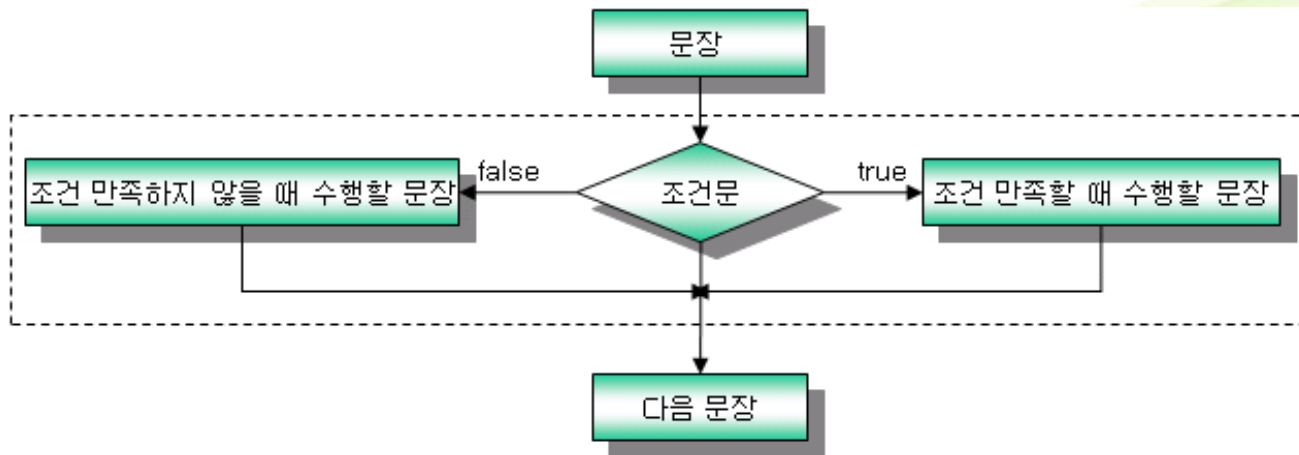 문장
false
조건문
true
조건 만족하지 않을 때 수행할 문장
조건 만족할 때 수행할 문장
다음 문장